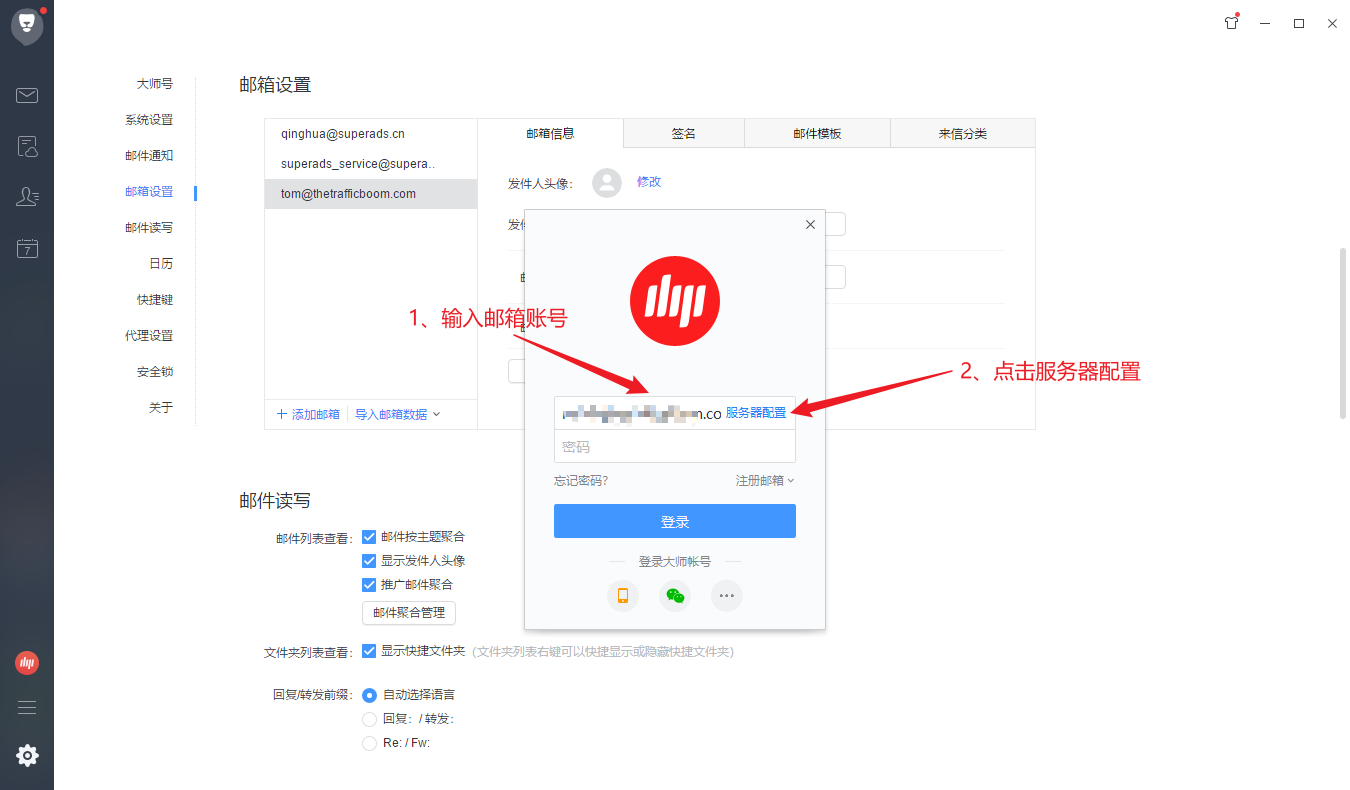 7
大师号
系统设置
邮件通知
邮箱设置
邮件读写
日历
快捷键
代理设置
安全锁
关于
邮箱设置
qinghua@superads.cn
superads_service@supera..
tom@thetrafficboom.com
添加邮箱 导入邮箱数据
邮箱信息 签名 邮件模板 来信分类
发件人头像: 修改
发件
1、输入邮箱账号
2、点击服务器配置
n.co 服务器配置
密码
忘记密码? 注册邮箱
登录
登录大师帐号
邮件读写
邮件列表查看: 邮件按主题聚合
显示发件人头像
推广邮件聚合
邮件聚合管理
文件夹列表查看: 显示快捷文件夹 (文件夹列表右键可以快捷显示或隐藏快捷文件夹)
回复/转发前缀: 自动选择语言
回复: / 转发:
Re: / Fw: